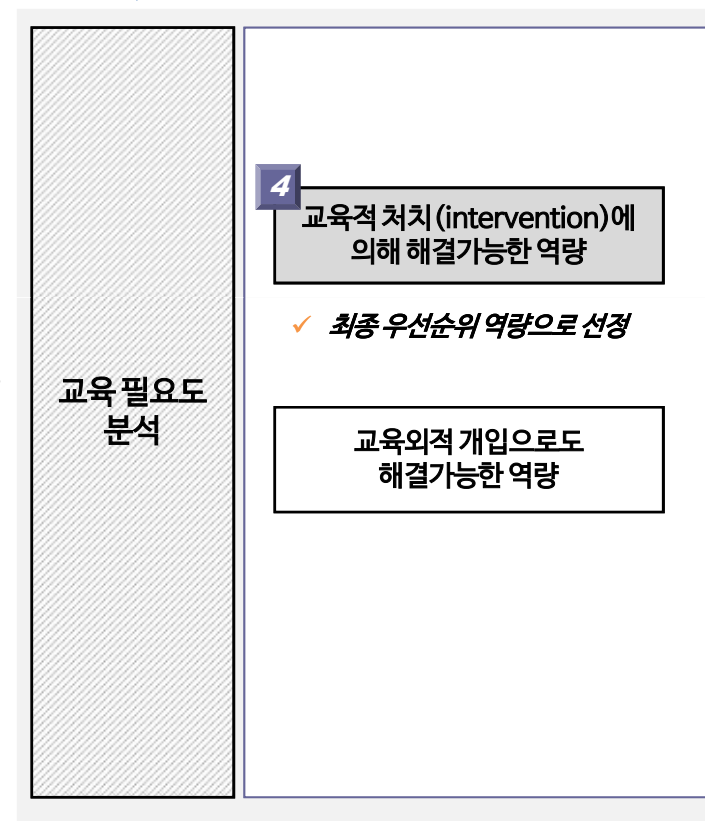 4
교육적 처치(intervention)에
의해 해결가능한 역량
✓ 최종 우선순위 역량으로 선정
교육 필요도
분석
교육외적 개입으로도
해결가능한 역량